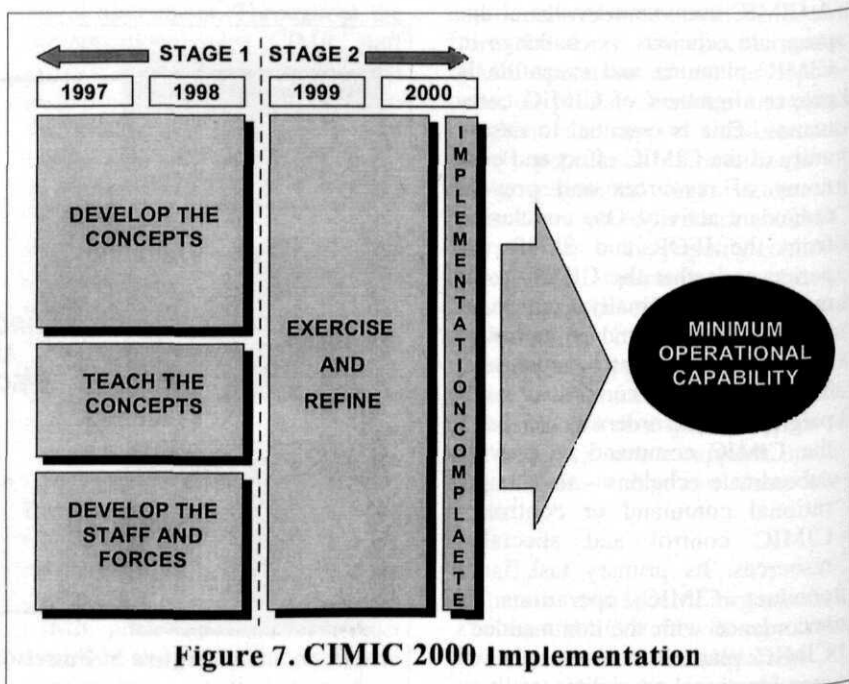 STAGE 1 STAGE 2
1997 1998 1999 2000
DEVELOP THE
CONCEPTS
TEACH THE
CONCEPTS
DEVELOP THE
STAFF AND
FORCES
EXERCISE
AND
REFINE
IMPLEMENTATIONCOMPLAETE
MINIMUM
OPERATIONAL
CAPABILITY
Figure 7. CIMIC 2000 Implementation